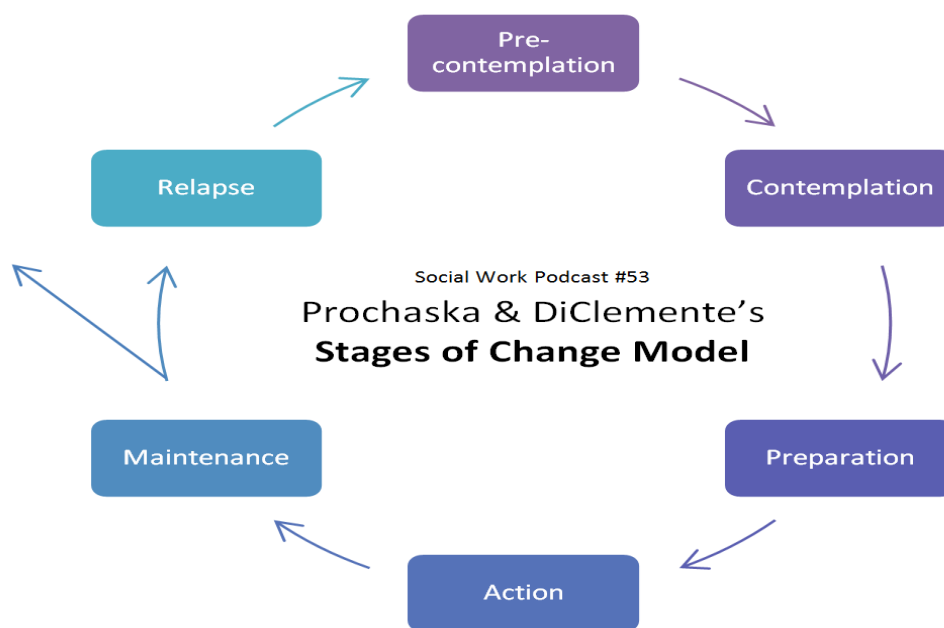 Pre-
contemplation
Relapse
Contemplation
Social Work Podcast #53
Prochaska & DiClemente’s
Stages of Change Model
Maintenance
Preparation
Action